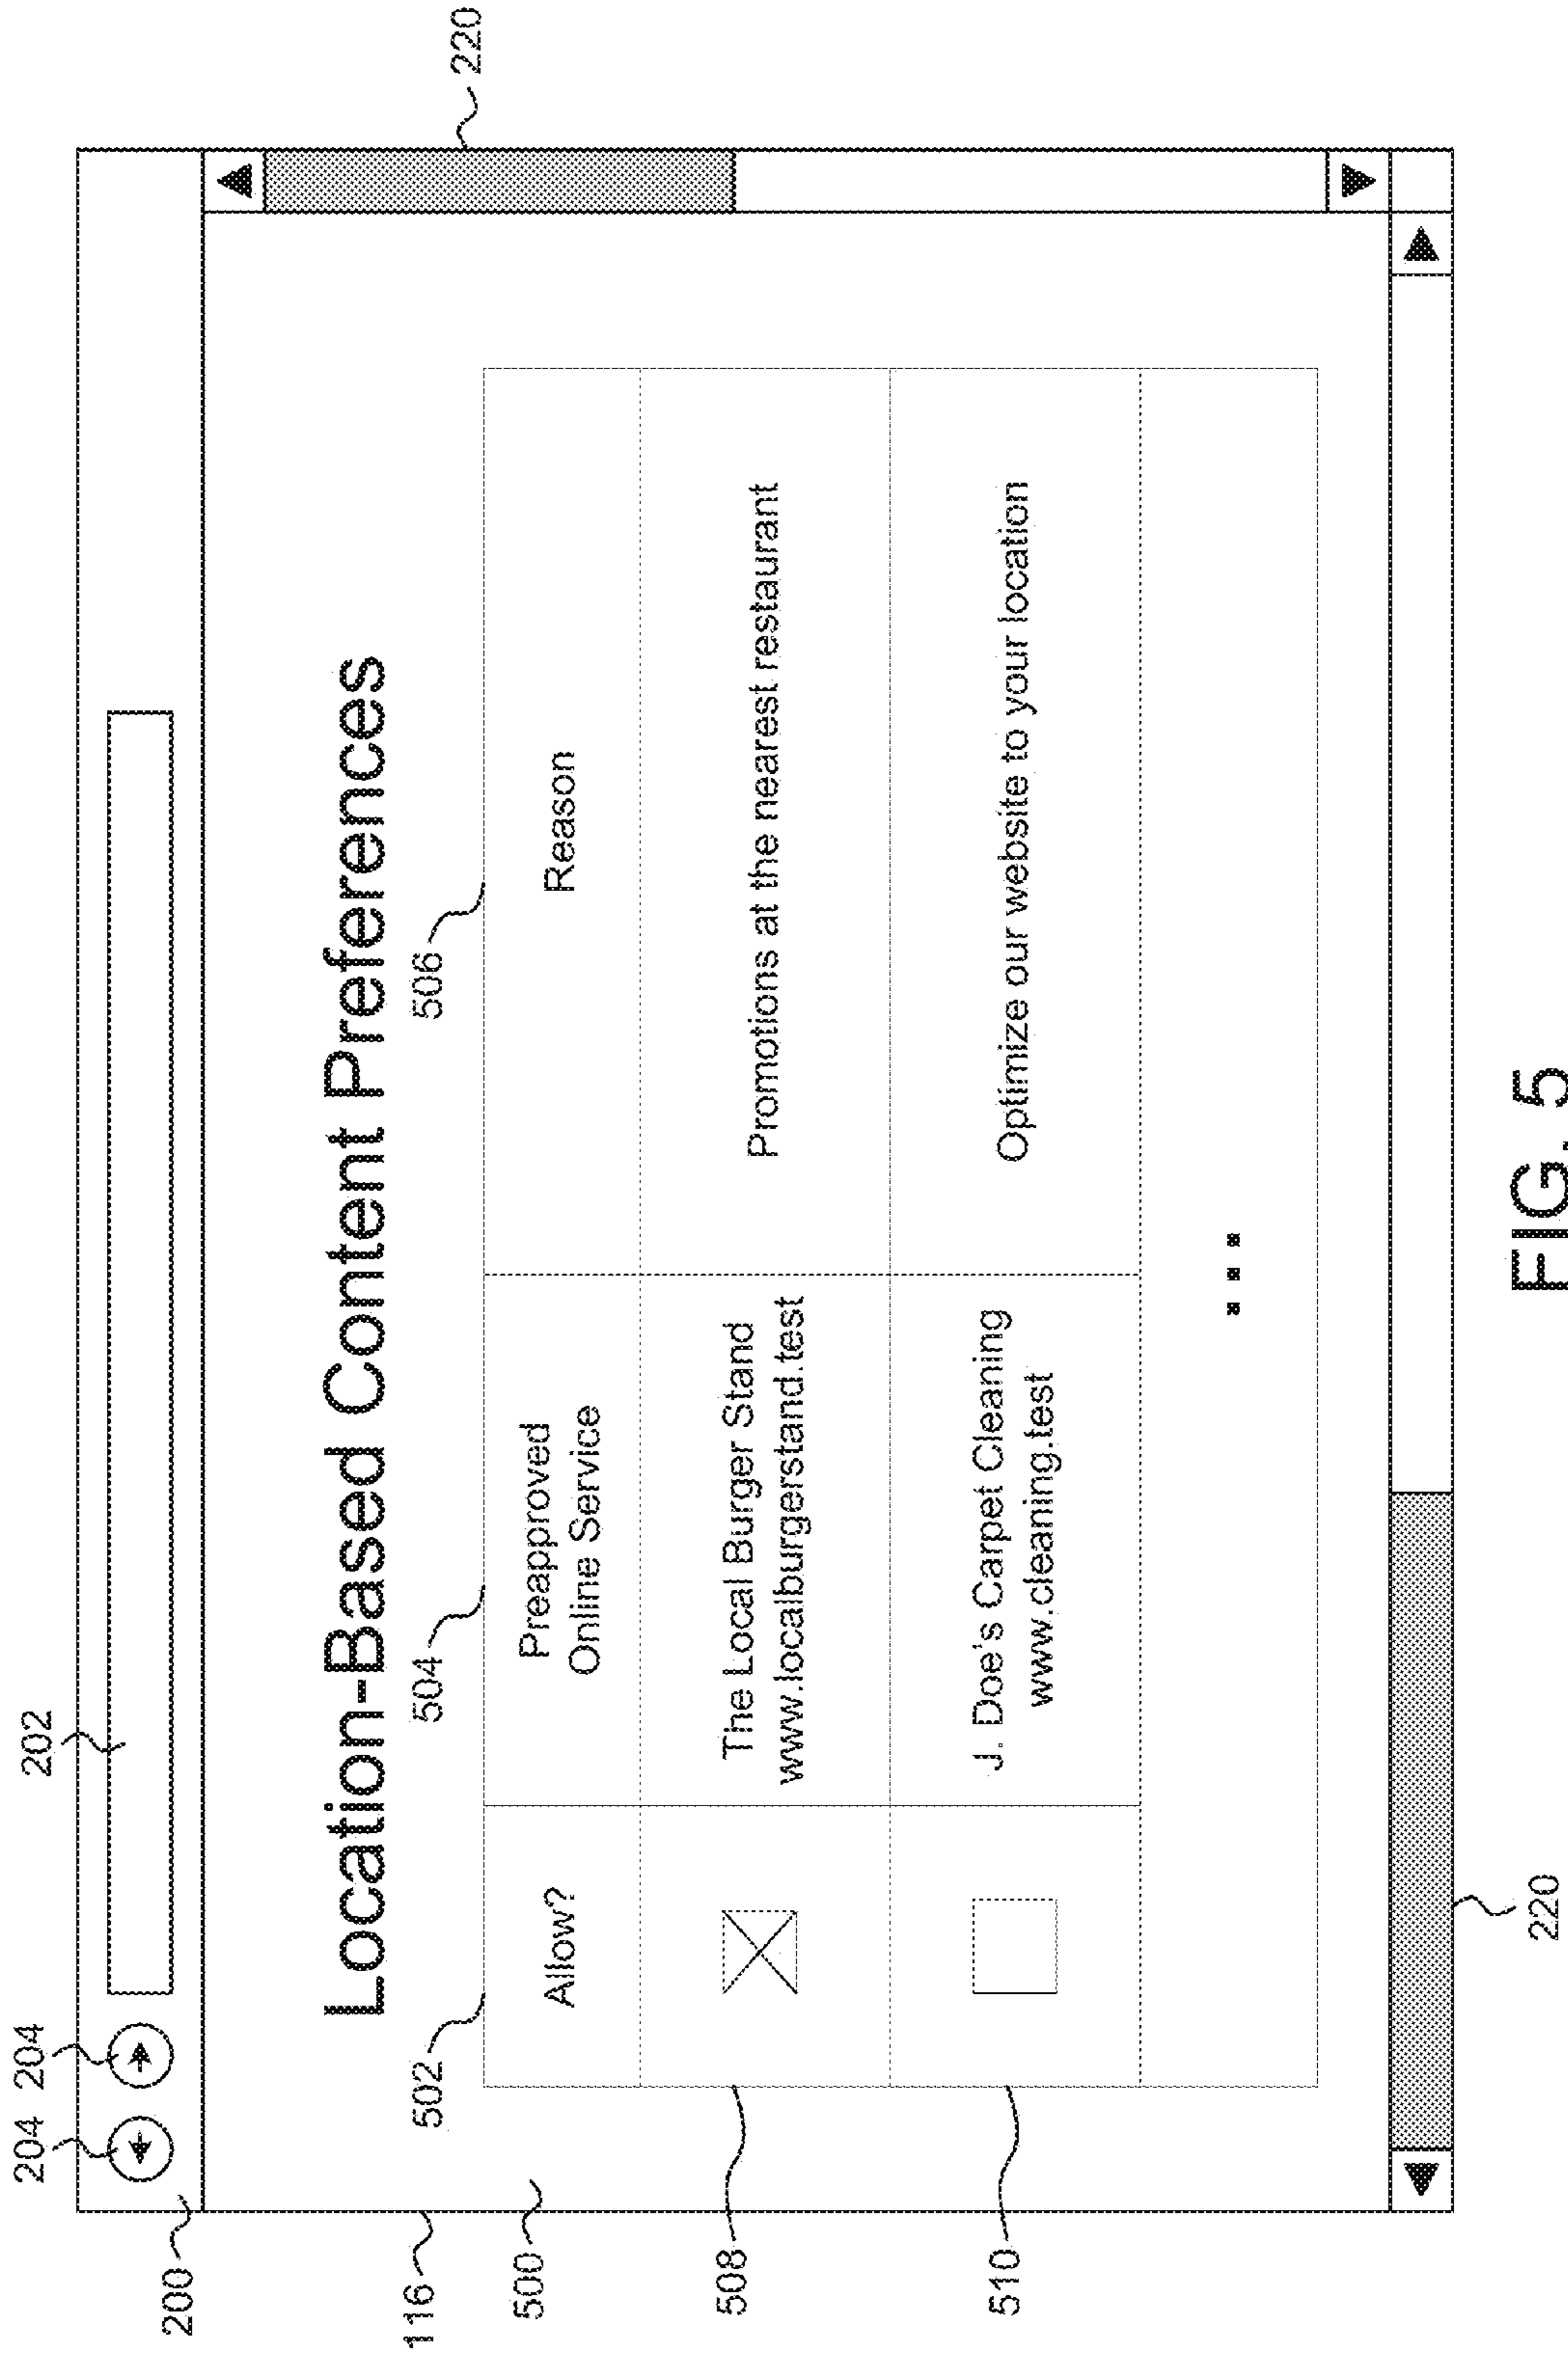 204
204
202
200
220
116
Location-Based Content Preferences
500
502
504
506
Allow?
Preapproved
Online Service
Reason
508
The Local Burger Stand
www.localburgerstand.test
Promotions at the nearest restaurant
510
J. Doe's Carpet Cleaning
www.cleaning.test
Optimize our website to your location
...
220
FIG. 5